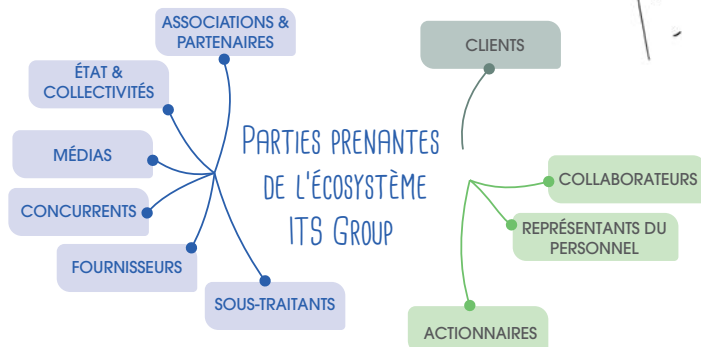 ASSOCIATIONS &
PARTENAIRES
ÉTAT &
COLLECTIVITÉS
MÉDIAS
CONCURRENTS
FOURNISSEURS
SOUS-TRAITANTS
PARTIES PRENANTES
DE L'ÉCOSYSTÈME
ITS GROUP
CLIENTS
COLLABORATEURS
REPRÉSENTANTS DU
PERSONNEL
ACTIONNAIRES